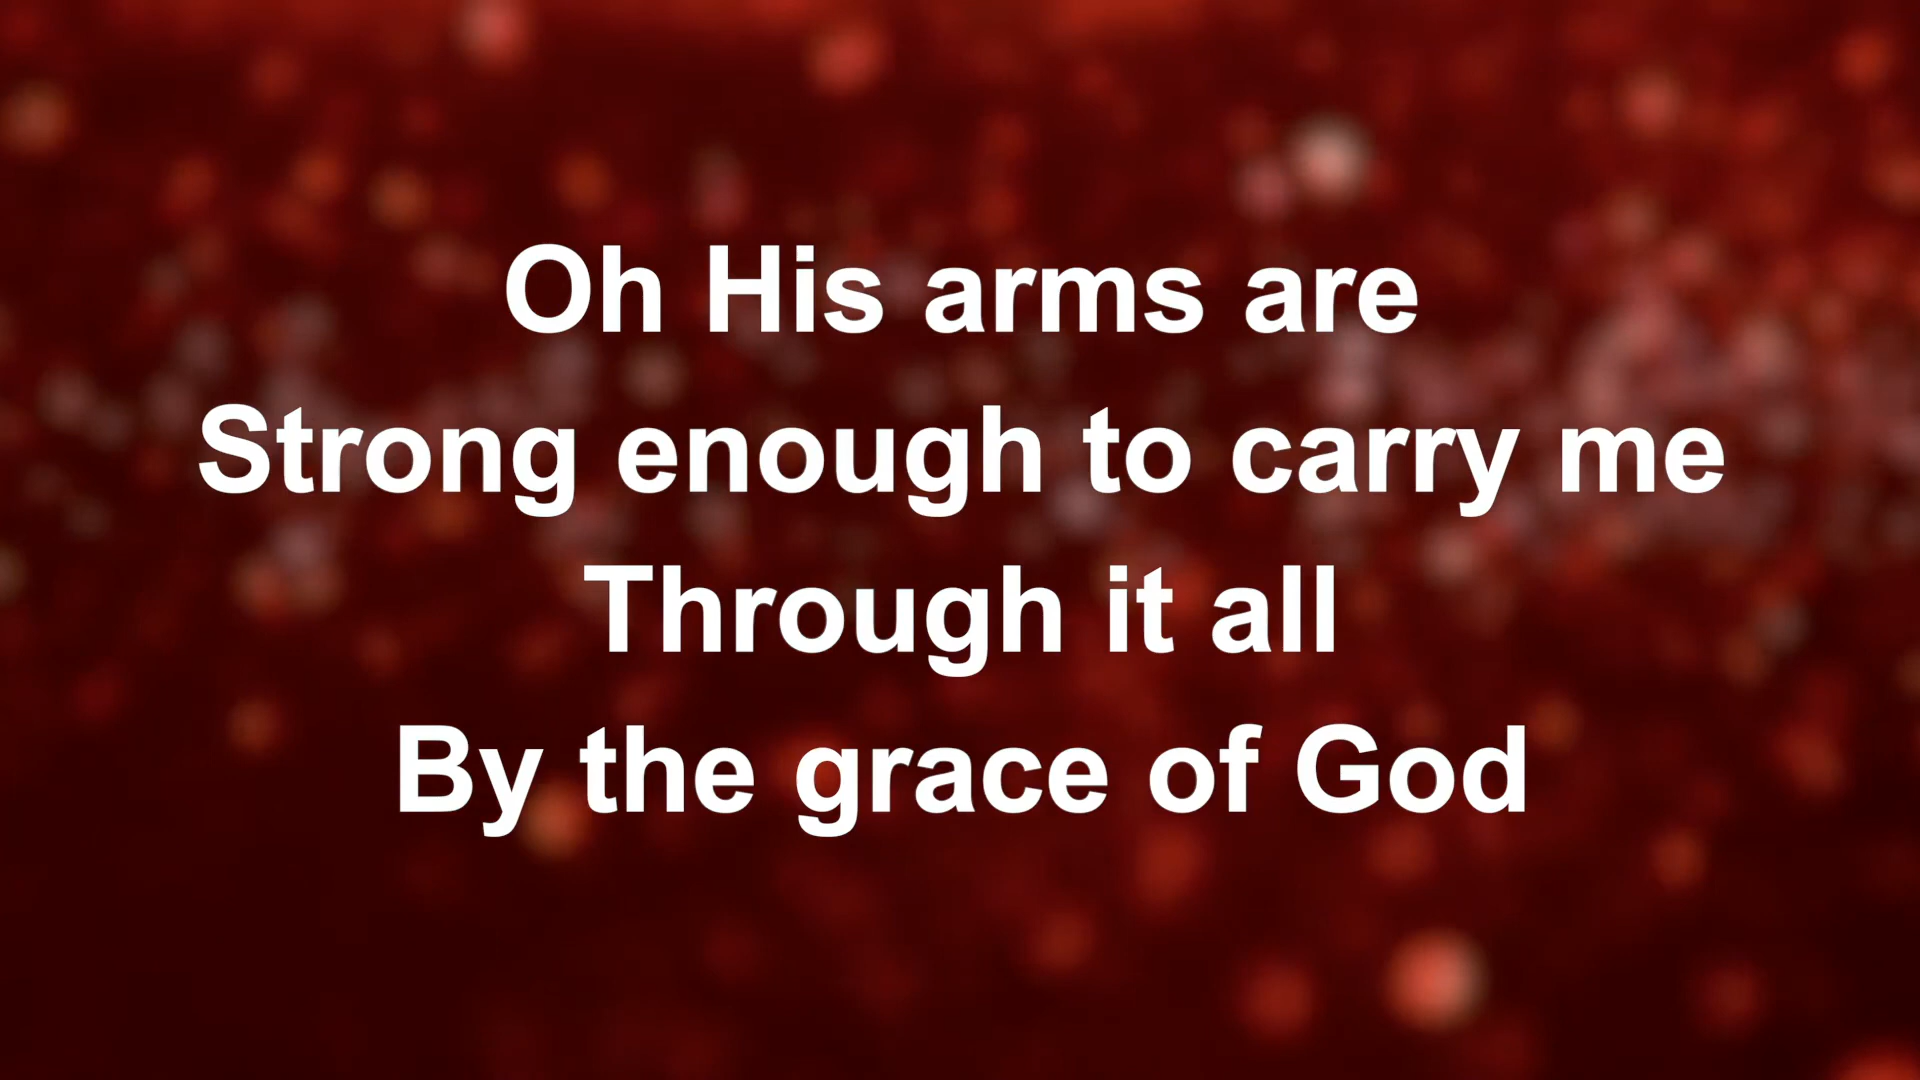 Oh His arms are
Strong enough to carry me
Through it all
By the grace of God